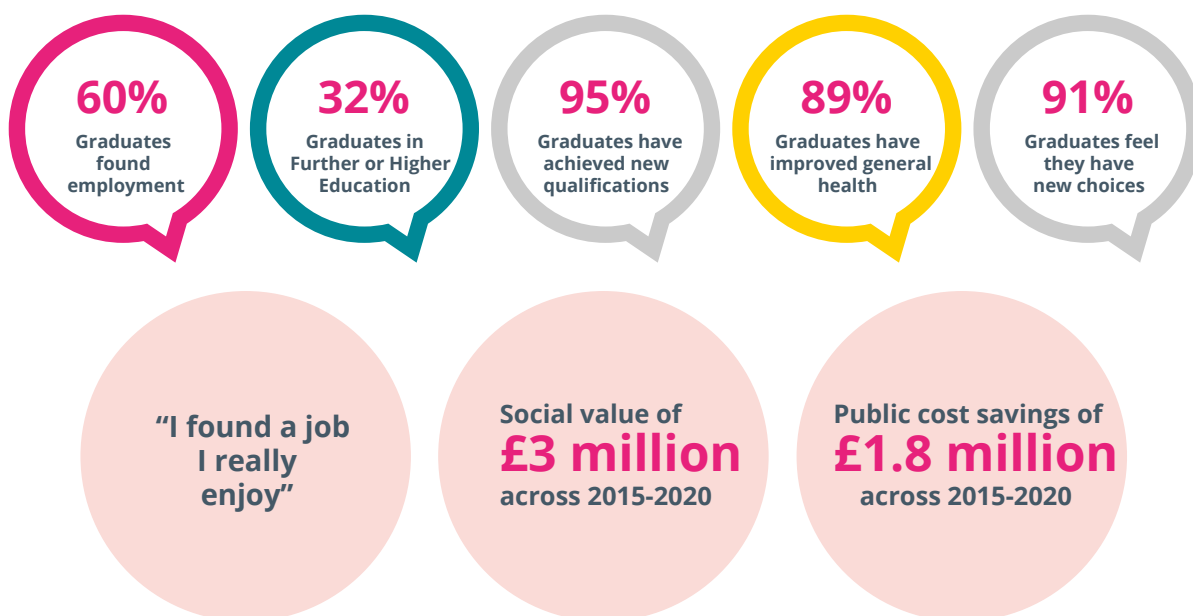 60%
Graduates
found
employment
32%
Graduates in
Further or Higher
Education
95%
Graduates have
achieved new
qualifications
89%
Graduates have
improved general
health
91%
Graduates feel
they have
new choices
“I found a job
I really
enjoy”
Social value of
£3 million
across 2015-2020
Public cost savings of
£1.8 million
across 2015-2020